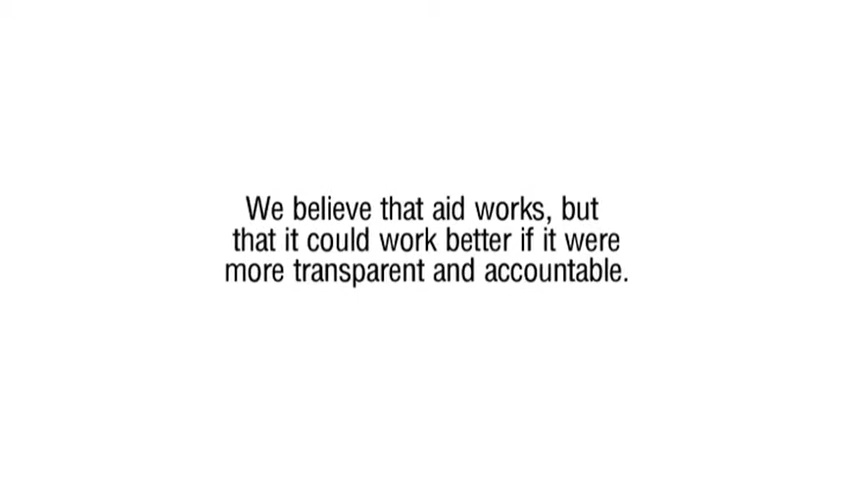 We believe that aid works, but
that it could work better if it were
more transparent and accountable.